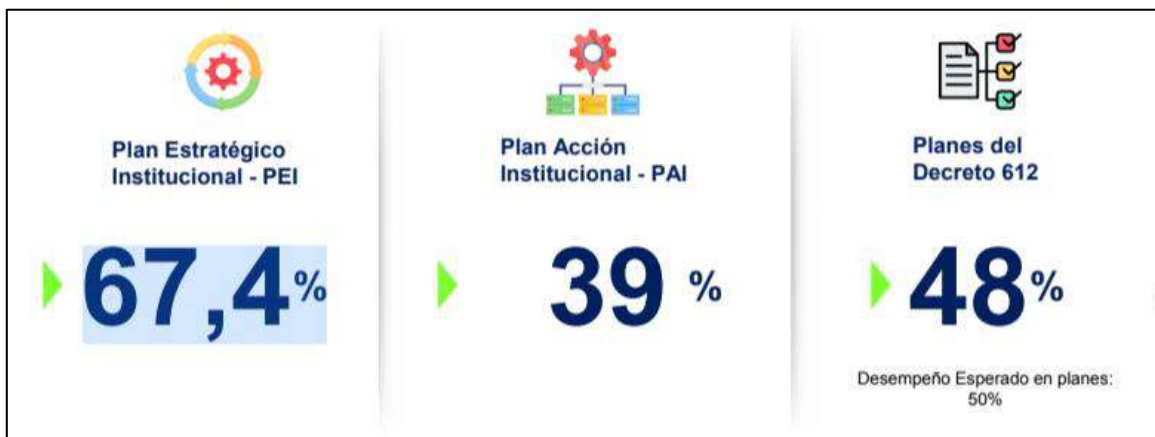 Plan Estratégico
Institucional - PEI
67,4%
Plan Acción
Institucional - PAI
39 %
Planes del
Decreto 612
48%
Desempeño Esperado en planes:
50%